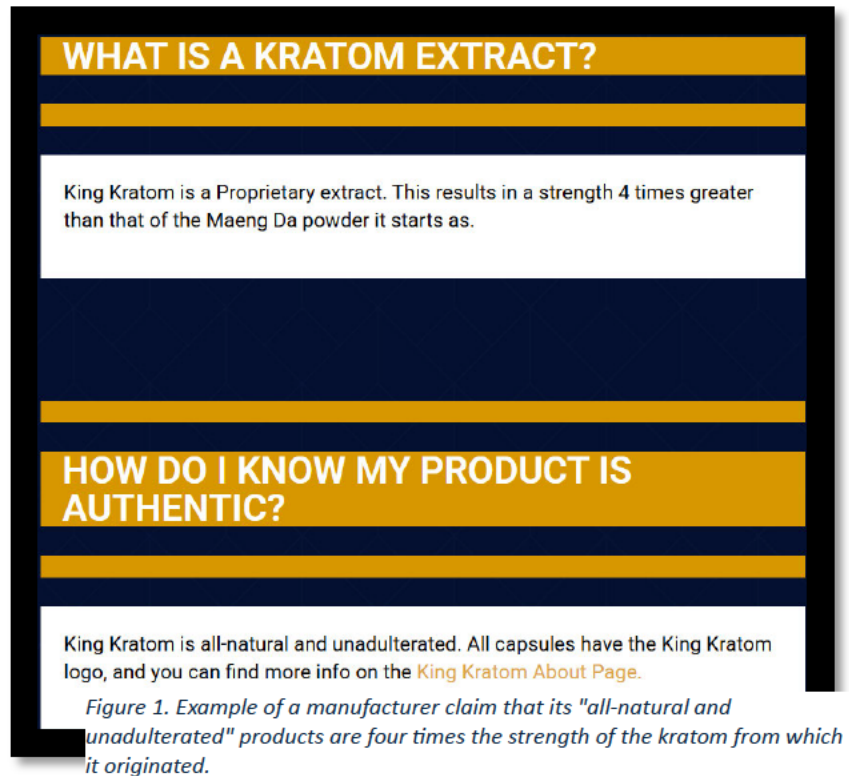 WHAT IS A KRATOM EXTRACT?
King Kratom is a Proprietary extract. This results in a strength 4 times greater
than that of the Maeng Da powder it starts as.
HOW DO I KNOW MY PRODUCT IS
AUTHENTIC?
King Kratom is all-natural and unadulterated. All capsules have the King Kratom
logo, and you can find more info on the King Kratom About Page.
Figure 1. Example of a manufacturer claim that its "all-natural and
unadulterated" products are four times the strength of the kratom from which
it originated.